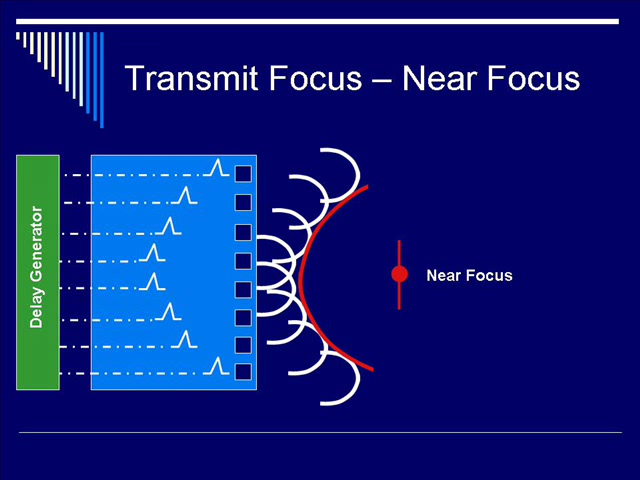 Transmit Focus – Near Focus
Delay Generator
Near Focus